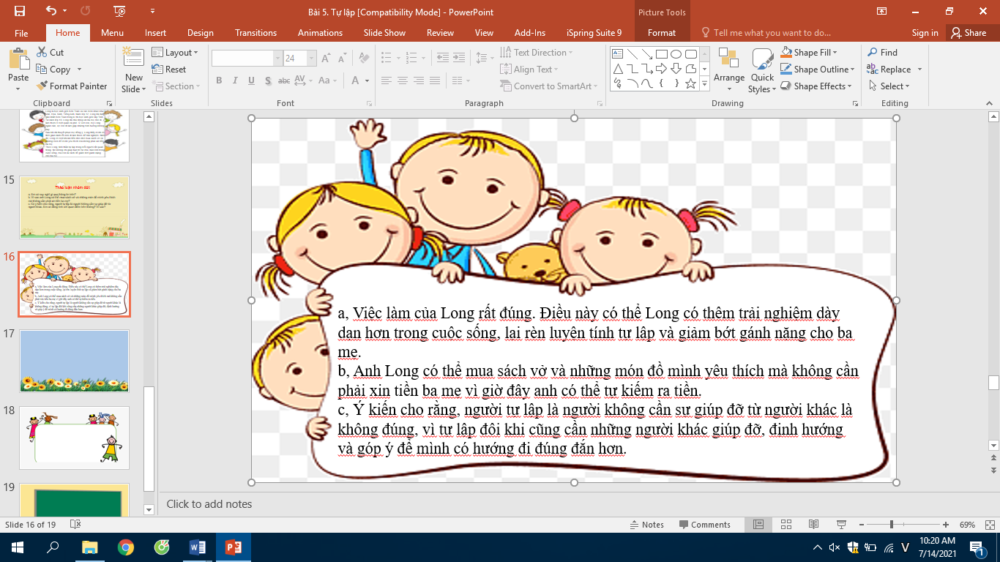 Bài 5. Tự lập [Compatibility Mode] - PowerPoint
Picture Tools
File
Home
Menu
Insert
Design
Transitions
Animations
Slide Show
Review
View
Add-Ins
iSpring Suite 9
Format
Tell me what you want to do...
Sign in
Share
Paste
Cut
Copy
Format Painter
Clipboard
New Slide
Layout
Reset
Section
Slides
24
Font
Text Direction
Align Text
Convert to SmartArt
Paragraph
Arrange
Quick Styles
Shape Fill
Shape Outline
Shape Effects
Drawing
Find
Replace
Select
Editing
15
Thảo luận nhóm đôi:
16
17
18
19
a, Việc làm của Long rất đúng. Điều này có thể Long có thêm trải nghiệm dày
dạn hơn trong cuộc sống, lại rèn luyện tính tự lập và giảm bớt gánh nặng cho ba
mẹ.
b, Anh Long có thể mua sách vở và những món đồ mình yêu thích mà không cần
phải xin tiền ba mẹ vì giờ đây anh có thể tự kiếm ra tiền.
c, Ý kiến cho rằng, người tự lập là người không cần sự giúp đỡ từ người khác là
không đúng, vì tự lập đôi khi cũng cần những người khác giúp đỡ, định hướng
và góp ý để mình có hướng đi đúng đắn hơn.
Click to add notes
Slide 16 of 19
Notes
Comments
69%
V
10:20 AM
7/14/2021
1